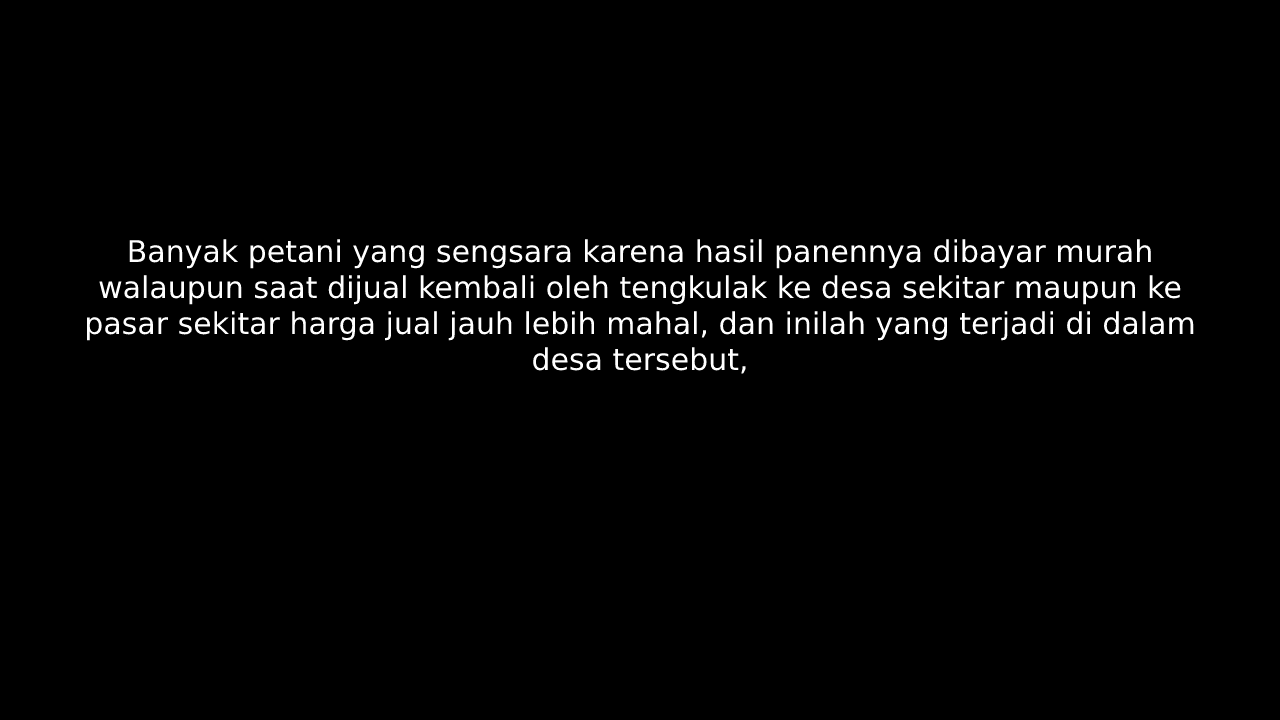 Banyak petani yang sengsara karena hasil panennya dibayar murah
walaupun saat dijual kembali oleh tengkulak ke desa sekitar maupun ke
pasar sekitar harga jual jauh lebih mahal, dan inilah yang terjadi di dalam
desa tersebut,